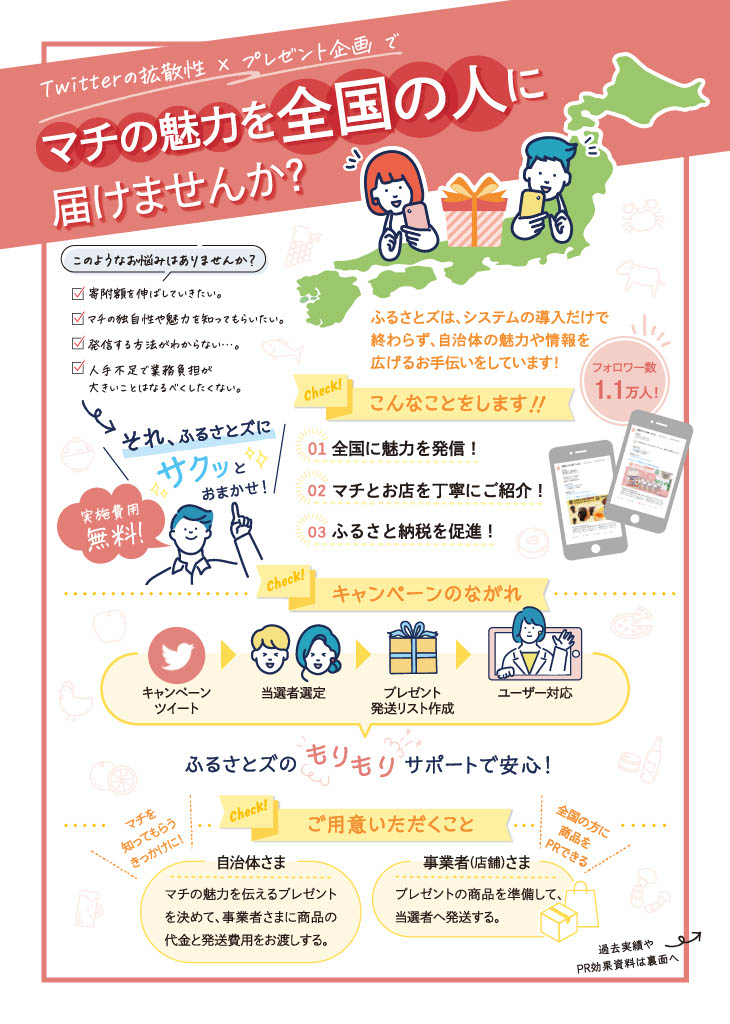 Twitterの拡散性 × プレゼント企画 で
マチの魅力を全国の人に
届けませんか?
このようなお悩みはありませんか?
寄附額を伸ばしていきたい。
マチの独自性や魅力を知ってもらいたい。
発信する方法がわからない…。
人手不足で業務負担が
大きいことはなるべくしたくない。
それ、ふるさとズに
サクッと
おまかせ!
実施費用
無料!
ふるさとズは、システムの導入だけで
終わらず、自治体の魅力や情報を
広げるお手伝いをしています!
フォロワー数
1.1万人!
Check!
こんなことをします!!
01 全国に魅力を発信!
02 マチとお店を丁寧にご紹介!
03 ふるさと納税を促進!
Check!
キャンペーンのながれ
キャンペーン
ツイート
当選者選定
プレゼント
発送リスト作成
ユーザー対応
ふるさとズの もりもり サポートで安心!
Check!
ご用意いただくこと
マチを
知ってもらう
きっかけに!
全国の方に
商品を
PRできる
自治体さま
マチの魅力を伝えるプレゼント
を決めて、事業者さまに商品の
代金と発送費用をお渡しする。
事業者(店舗)さま
プレゼントの商品を準備して、
当選者へ発送する。
過去実績や
PR効果資料は裏面へ